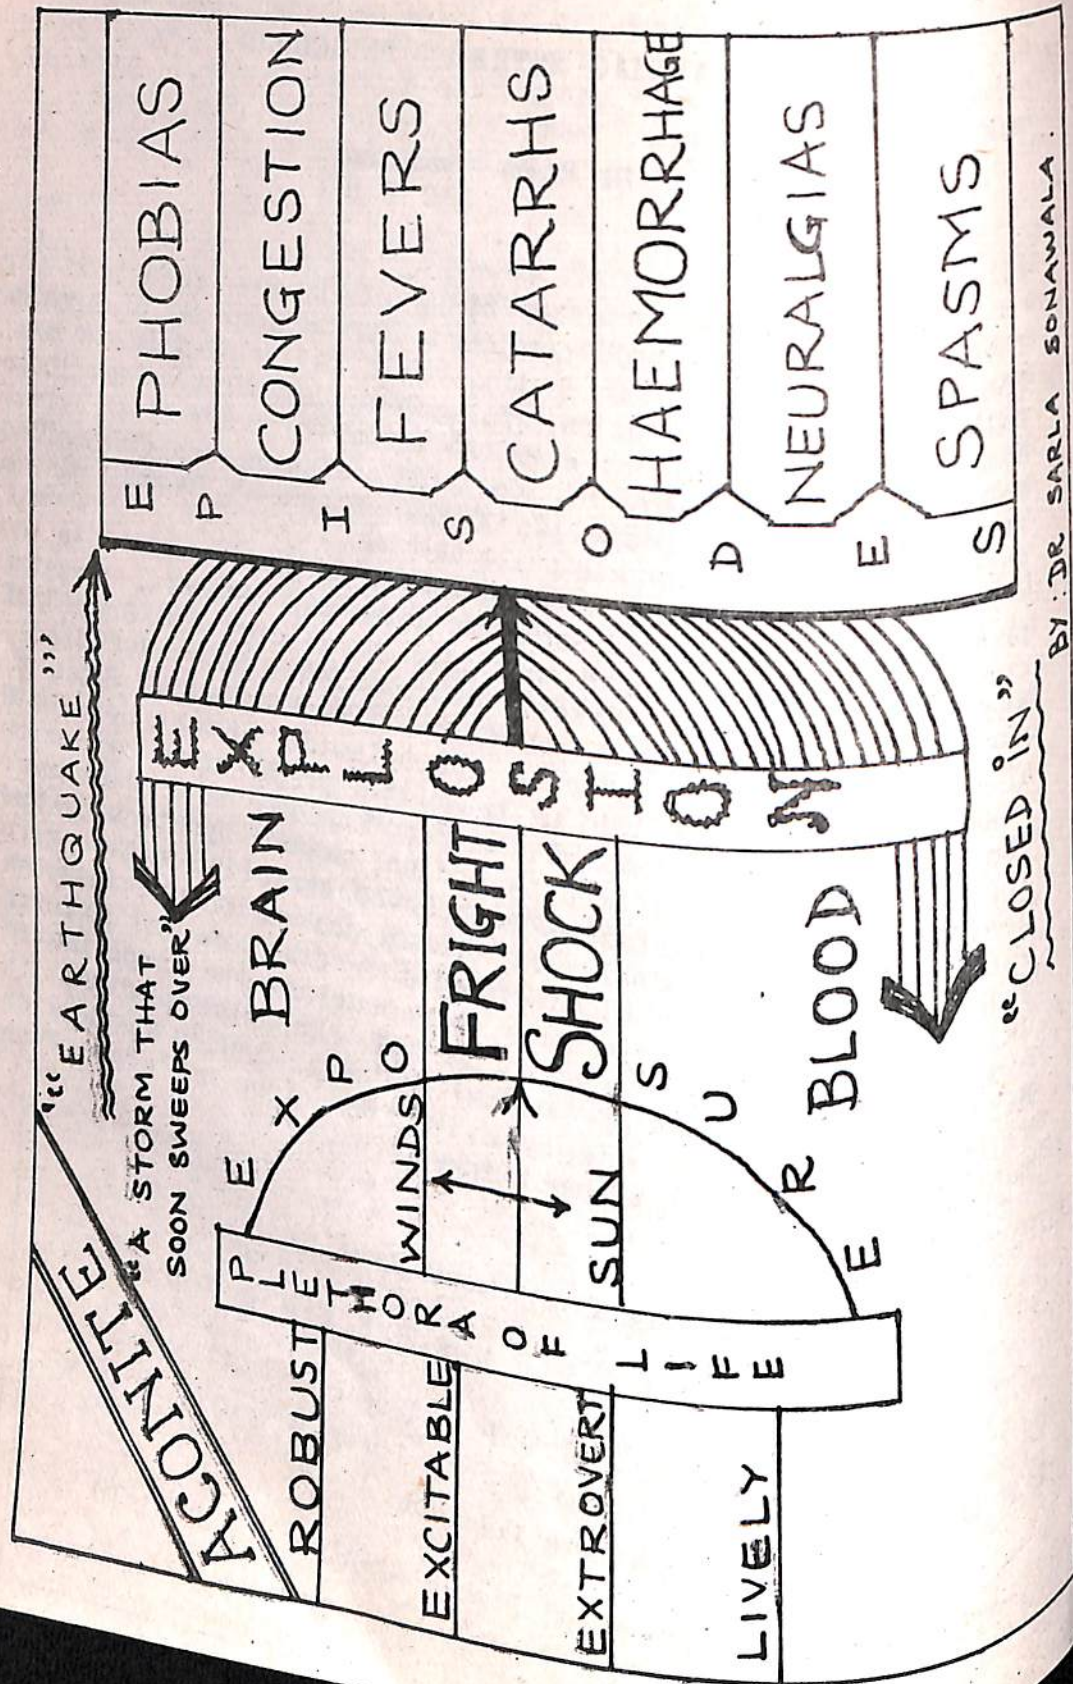 ACONITE
"EARTHQUAKE"
"A STORM THAT
SOON SWEEPS OVER"
ROBUST
EXCITABLE
EXTROVERT
LIVELY
PLETHORA OF LIFE
EXPOSURE
WINDS
SUN
BRAIN
FRIGHT
SHOCK
BLOOD
EXPLOSION
EPISODES
PHOBIAS
CONGESTION
FEVERS
CATARRHS
HAEMORRHAGE
NEURALGIAS
SPASMS
"CLOSED IN"
BY: DR SARLA SONAWALA.